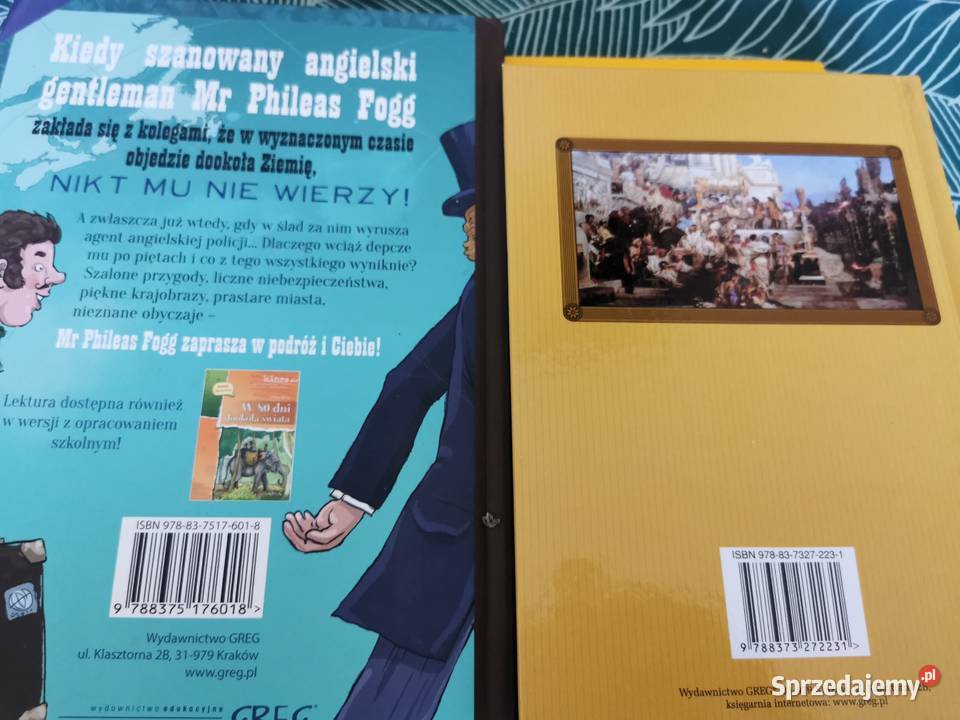 Kiedy szanowany angielski
gentleman Mr Phileas Fogg
zakłada się z kolegami, że w wyznaczonym czasie
objedzie dookoła Ziemię,
NIKT MU NIE WIERZY!
A zwłaszcza już wtedy, gdy w ślad za nim wyrusza
agent angielskiej policji... Dlaczego wciąż depcze
mu po piętach i co z tego wszystkiego wyniknie?
Szalone przygody, liczne niebezpieczeństwa,
piękne krajobrazy, prastare miasta,
nieznane obyczaje –
Mr Phileas Fogg zaprasza w podróż i Ciebie!
Lektura dostępna również
w wersji z opracowaniem
szkolnym!
W 80 dni
dookoła świata
ISBN 978-83-7517-601-8
9 788375 176018 >
Wydawnictwo GREG
ul. Klasztorna 2B, 31-979 Kraków
www.greg.pl
wydawnictwo edukacyjne
GREG®
ISBN 978-83-7327-223-1
9 788373 272231 >
Wydawnictwo GREG
księgarnia internetowa: www.greg.pl
Sprzedajemy.pl